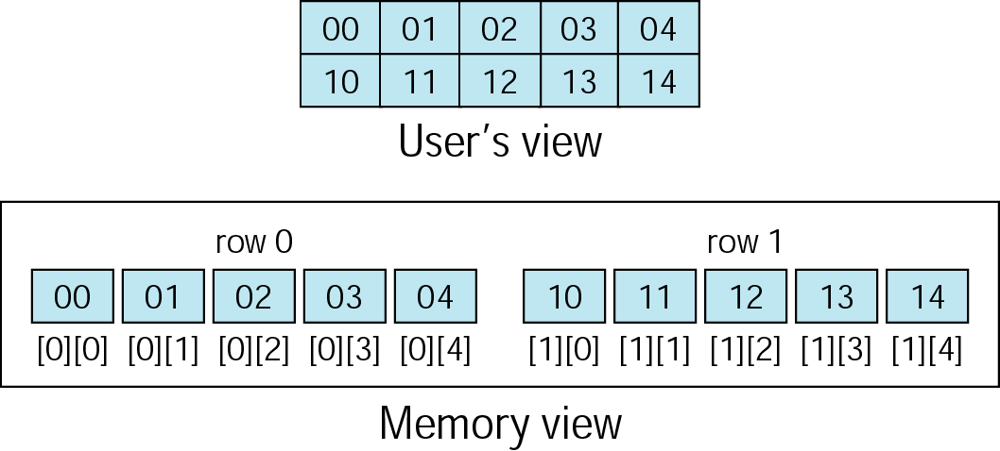 00 01 02 03 04
10 11 12 13 14
User's view
row 0 row 1
00 01 02 03 04 10 11 12 13 14
[0][0] [0][1] [0][2] [0][3] [0][4] [1][0] [1][1] [1][2] [1][3] [1][4]
Memory view